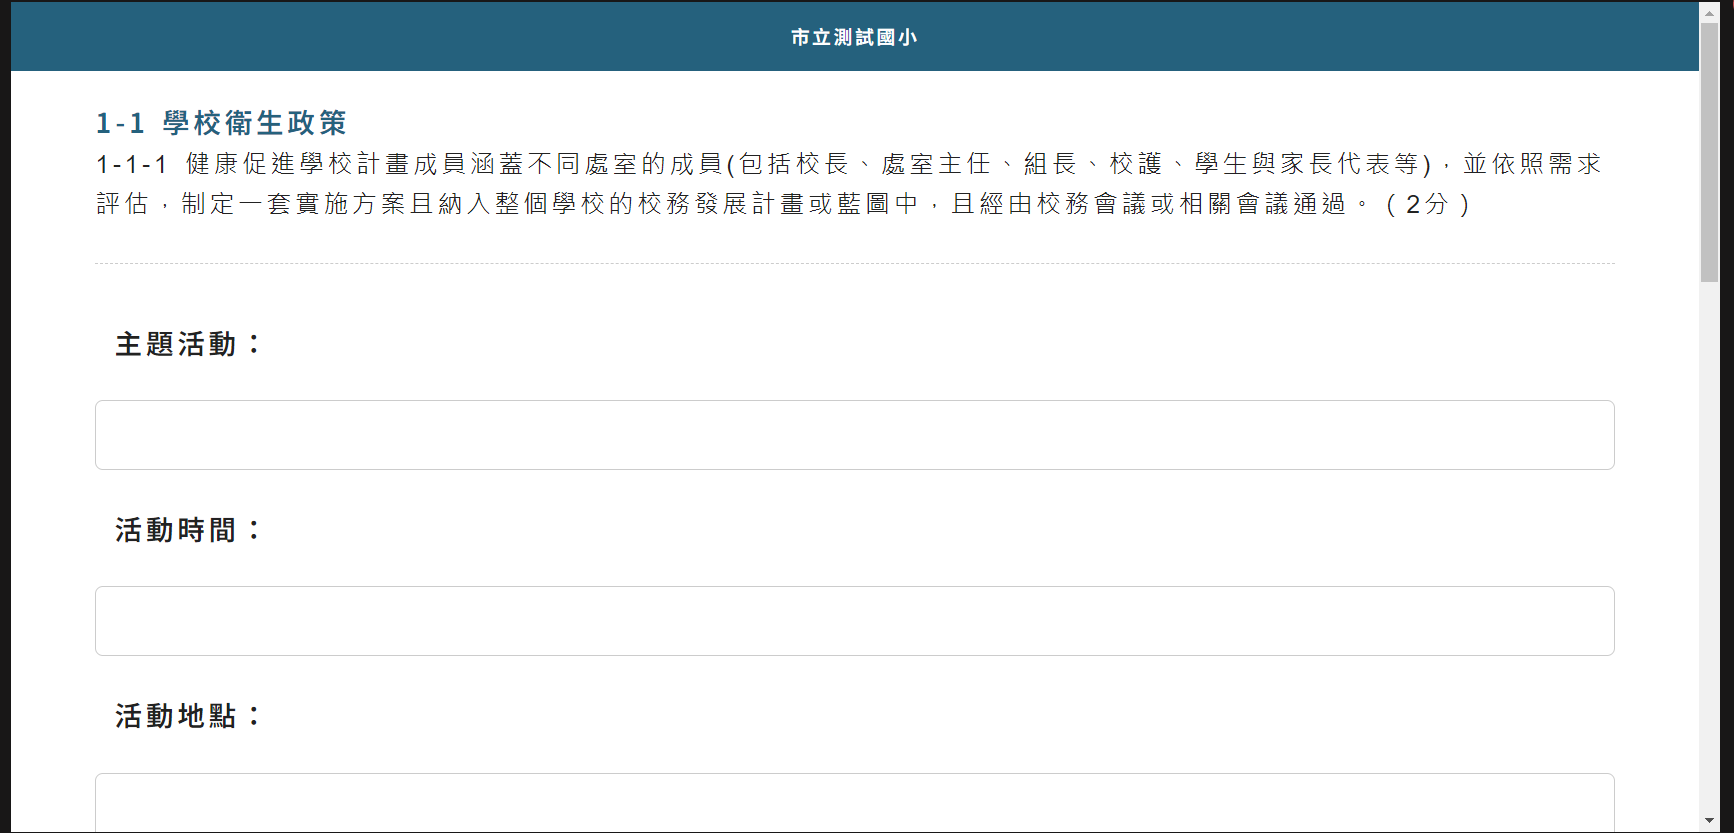 市立測試國小
1-1 學校衛生政策
1-1-1 健康促進學校計畫成員涵蓋不同處室的成員(包括校長、處室主任、組長、校護、學生與家長代表等)，並依照需求
評估，制定一套實施方案且納入整個學校的校務發展計畫或藍圖中，且經由校務會議或相關會議通過。(2分)
主題活動：
活動時間：
活動地點：